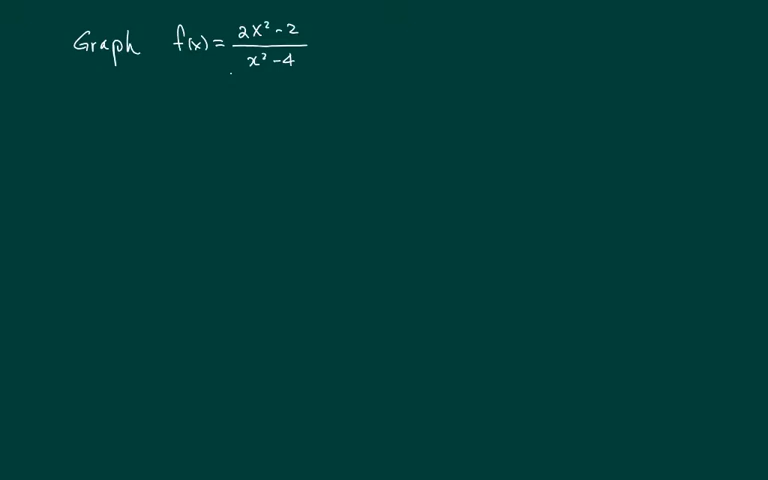 Graph f(x) = (2x² - 2)/(x² - 4)